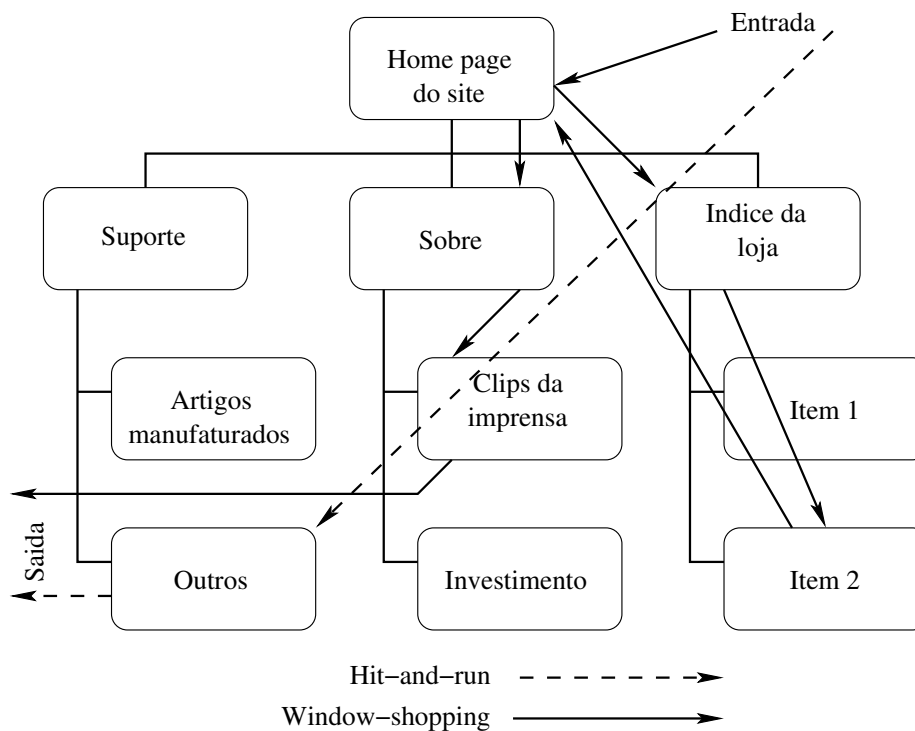 Entrada
Home page
do site
Suporte
Sobre
Indice da
loja
Artigos
manufaturados
Clips da
imprensa
Item 1
Saida
Outros
Investimento
Item 2
Hit−and−run
Window−shopping